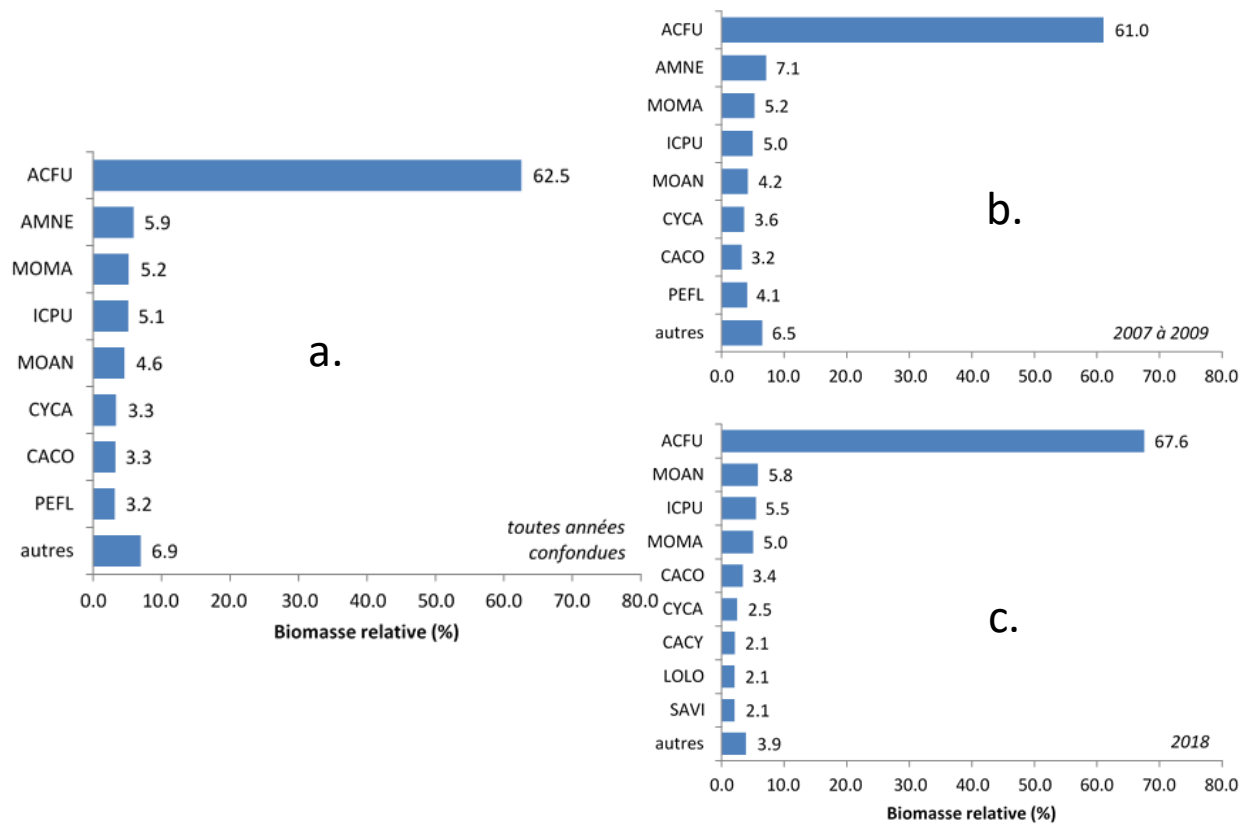 ACFU 62.5
AMNE 5.9
MOMA 5.2
ICPU 5.1
MOAN 4.6
CYCA 3.3
CACO 3.3
PEFL 3.2
autres 6.9
a.
toutes années
confondues
0.0 10.0 20.0 30.0 40.0 50.0 60.0 70.0 80.0
Biomasse relative (%)
ACFU 61.0
AMNE 7.1
MOMA 5.2
ICPU 5.0
MOAN 4.2
CYCA 3.6
CACO 3.2
PEFL 4.1
autres 6.5
b.
2007 à 2009
0.0 10.0 20.0 30.0 40.0 50.0 60.0 70.0 80.0
ACFU 67.6
MOAN 5.8
ICPU 5.5
MOMA 5.0
CACO 3.4
CYCA 2.5
CACY 2.1
LOLO 2.1
SAVI 2.1
autres 3.9
c.
2018
0.0 10.0 20.0 30.0 40.0 50.0 60.0 70.0 80.0
Biomasse relative (%)